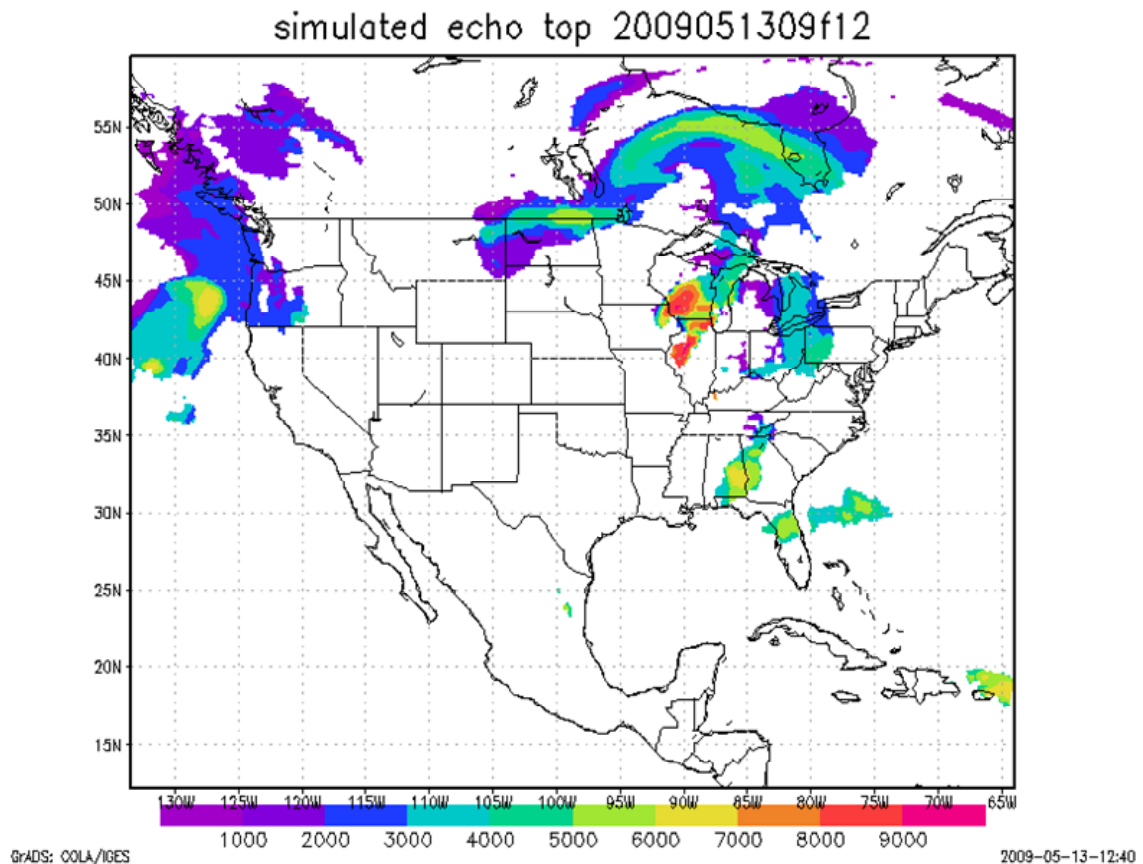 simulated echo top 2009051309f12
55N
50N
45N
40N
35N
30N
25N
20N
15N
130W 125W 120W 115W 110W 105W 100W 95W 90W 85W 80W 75W 70W 65W
1000 2000 3000 4000 5000 6000 7000 8000 9000
GrADS: COLA/IGES 2009-05-13-12:40